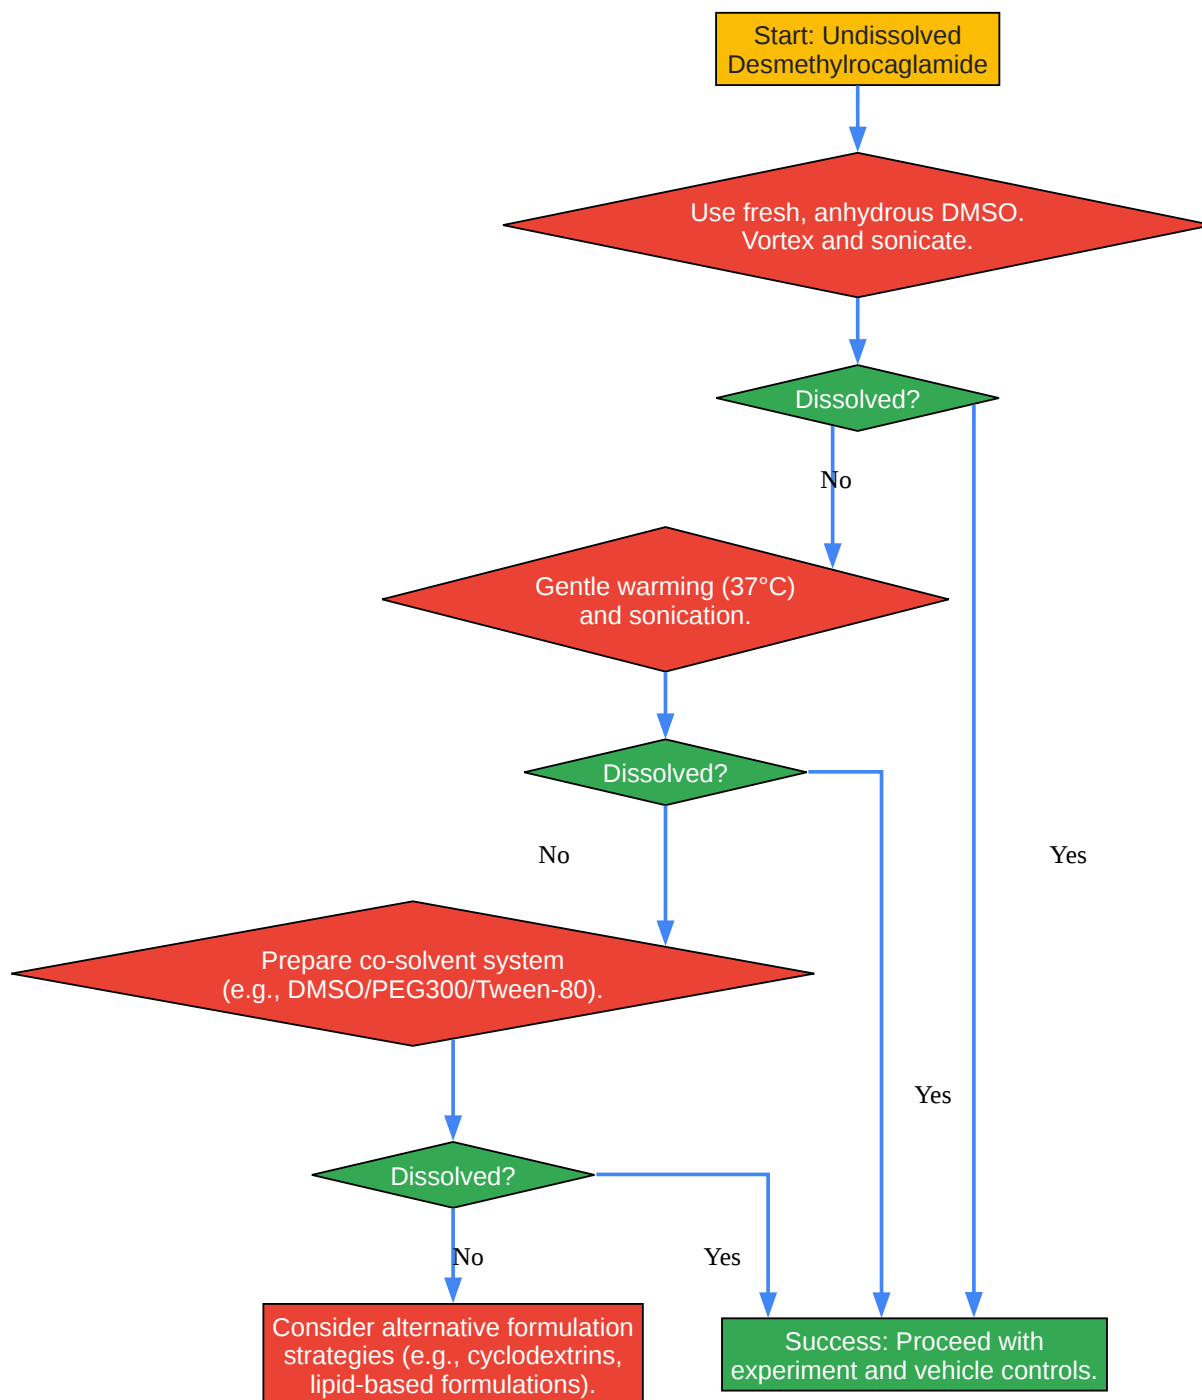 Start: Undissolved
Desmethylrocaglamide
Use fresh, anhydrous DMSO.
Vortex and sonicate.
Dissolved?
No
Gentle warming (37°C)
and sonication.
Dissolved?
No
Yes
Prepare co-solvent system
(e.g., DMSO/PEG300/Tween-80).
Yes
Dissolved?
No
Yes
Consider alternative formulation
strategies (e.g., cyclodextrins,
lipid-based formulations).
Success: Proceed with
experiment and vehicle controls.